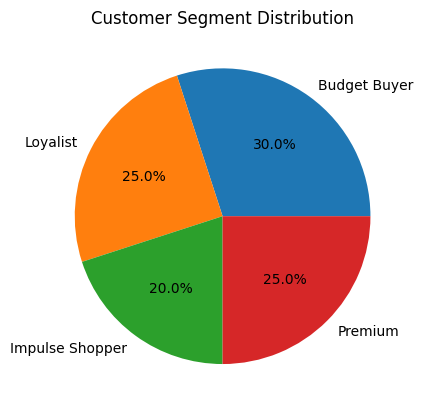 Customer Segment Distribution
Budget Buyer
30.0%
Loyalist
25.0%
Impulse Shopper
20.0%
Premium
25.0%